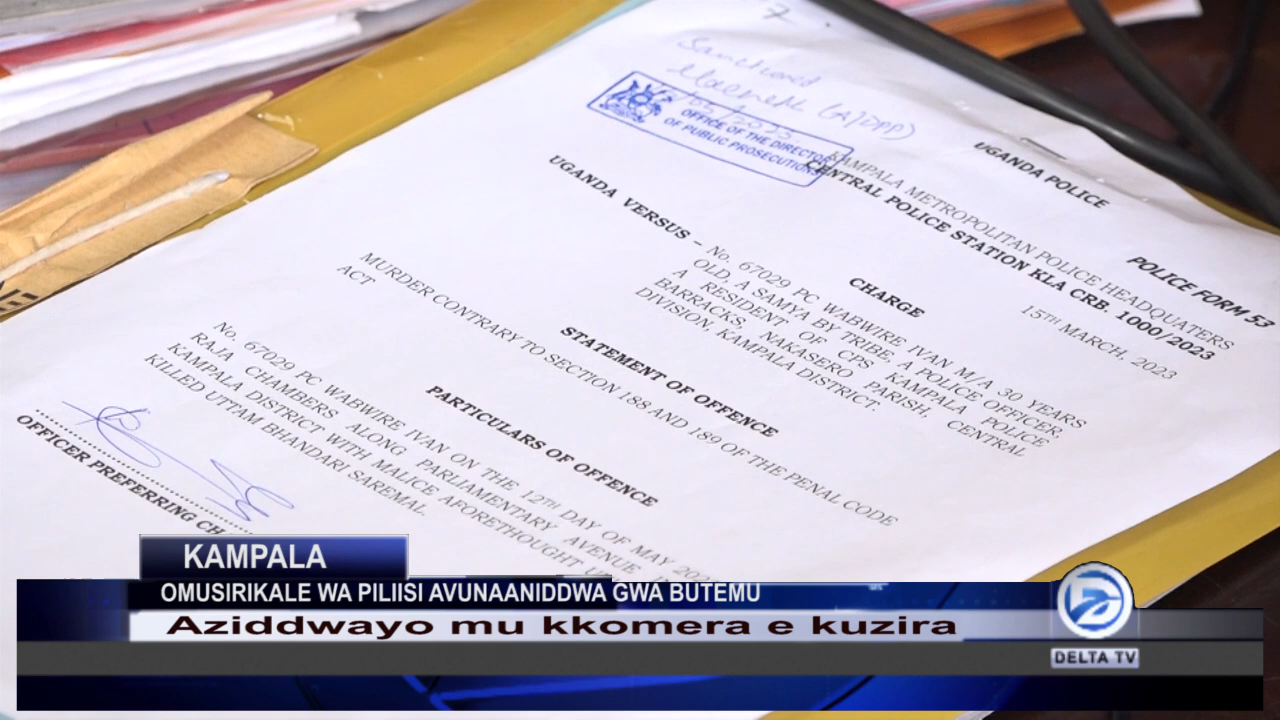 7
Sanctioned
(A)DPP)
OFFICE OF THE DIRECTOR
OF PUBLIC PROSECUTIONS
UGANDA POLICE
POLICE FORM 53
KAMPALA METROPOLITAN POLICE HEADQUATERS
CENTRAL POLICE STATION KLA CRB. 1000/2023
15TH MARCH, 2023
CHARGE
UGANDA VERSUS – No. 67029 PC WABWIRE IVAN M/A 30 YEARS
OLD, A SAMYA BY TRIBE, A POLICE OFFICER,
A RESIDENT OF CPS KAMPALA POLICE
BARRACKS, NAKASERO PARISH, CENTRAL
DIVISION, KAMPALA DISTRICT.
STATEMENT OF OFFENCE
MURDER CONTRARY TO SECTION 188 AND 189 OF THE PENAL CODE
ACT
PARTICULARS OF OFFENCE
No. 67029 PC WABWIRE IVAN ON THE 12TH DAY OF MAY
RAJA CHAMBERS ALONG PARLIAMENTARY AVENUE
KAMPALA DISTRICT WITH MALICE AFORETHOUGHT
KILLED UTTAM BHANDARI SAREMAL.
OFFICER PREFERRING
KAMPALA
OMUSIRIKALE WA PILIISI AVUNAANIDDWA GWA BUTEMU
Aziddwayo mu kkomera e kuzira
DELTA TV